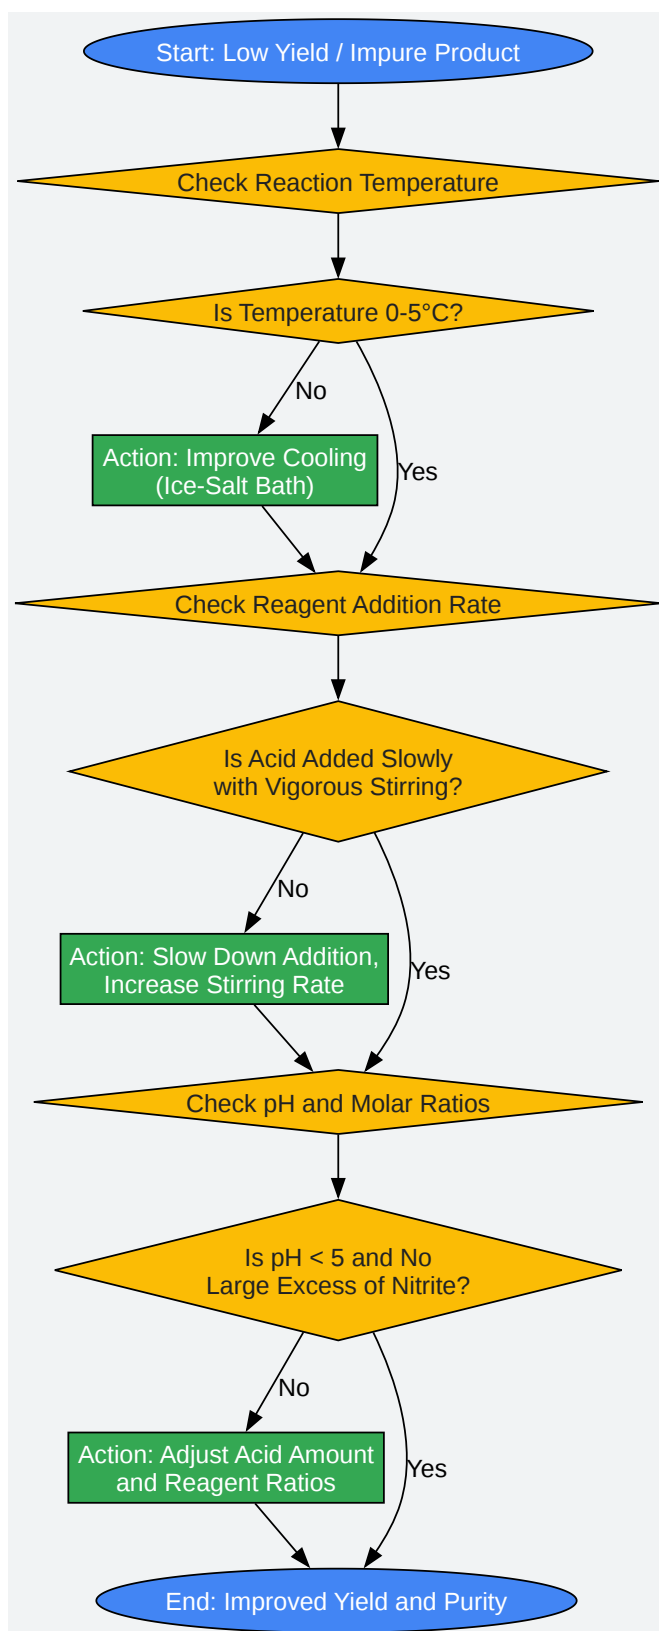 Start: Low Yield / Impure Product
Check Reaction Temperature
Is Temperature 0-5°C?
No
Action: Improve Cooling
(Ice-Salt Bath)
Yes
Check Reagent Addition Rate
Is Acid Added Slowly
with Vigorous Stirring?
No
Action: Slow Down Addition,
Increase Stirring Rate
Yes
Check pH and Molar Ratios
Is pH < 5 and No
Large Excess of Nitrite?
No
Action: Adjust Acid Amount
and Reagent Ratios
Yes
End: Improved Yield and Purity